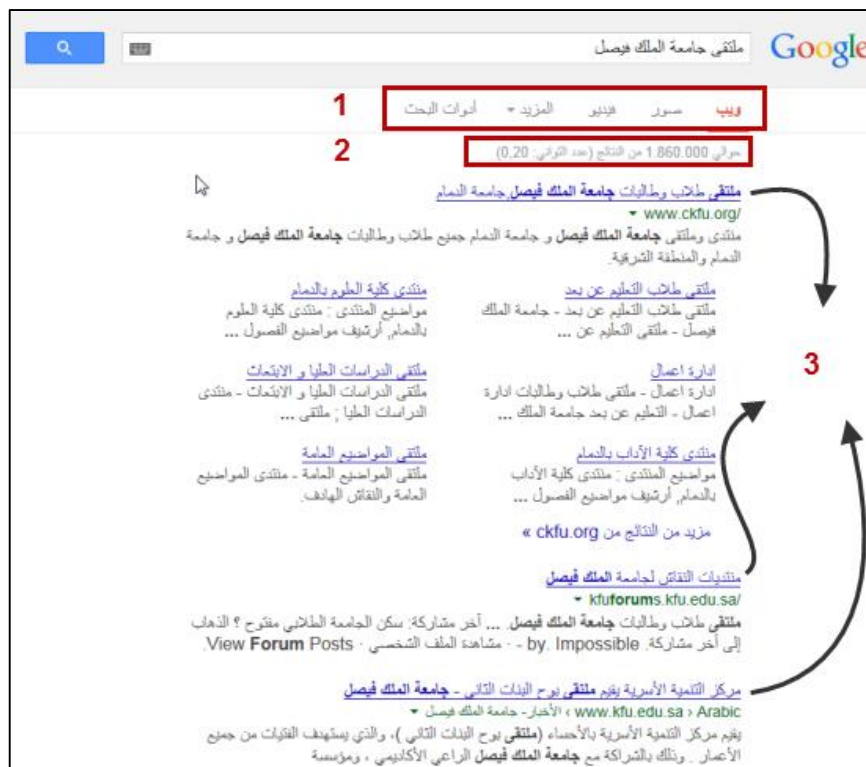 Google
ملتقى جامعة الملك فيصل
ويب صور فيديو المزيد أدوات البحث
1
حوالي 1.860.000 من النتائج (عدد الثواني: 0,20)
2
ملتقى طلاب وطالبات جامعة الملك فيصل,جامعة الدمام
www.ckfu.org/
منتدى وملتقى جامعة الملك فيصل و جامعة الدمام جميع طلاب وطالبات جامعة الملك فيصل و جامعة
الدمام والمنطقة الشرقية.
ملتقى طلاب التعليم عن بعد
ملتقى طلاب التعليم عن بعد - جامعة الملك
فيصل - ملتقى التعليم عن ...
منتدى كلية العلوم بالدمام
مواضيع المنتدى : منتدى كلية العلوم
بالدمام, أرشيف مواضيع الفصول ...
ادارة اعمال
ادارة اعمال - ملتقى طلاب وطالبات ادارة
اعمال - التعليم عن بعد جامعة الملك ...
ملتقى الدراسات العليا و الابتعاث
ملتقى الدراسات العليا و الابتعاث - منتدى
الدراسات العليا ; ملتقى ...
3
منتدى كلية الآداب بالدمام
مواضيع المنتدى : منتدى كلية الآداب
بالدمام, أرشيف مواضيع الفصول ...
ملتقى المواضيع العامة
ملتقى المواضيع العامة - منتدى المواضيع
العامة والنقاش الهادف.
مزيد من النتائج من ckfu.org »
منتديات النقاش لجامعة الملك فيصل
kfuforums.kfu.edu.sa/
ملتقى طلاب وطالبات جامعة الملك فيصل. ... آخر مشاركة: سكن الجامعة الطلابي مفتوح ؟ الذهاب
إلى أخر مشاركة. by. Impossible - · مشاهدة الملف الشخصي · View Forum Posts.
مركز التنمية الأسرية يقيم ملتقى بوح البنات الثاني - جامعة الملك فيصل
www.kfu.edu.sa › Arabic › الأخبار- جامعة الملك فيصل
يقيم مركز التنمية الأسرية بالأحساء (ملتقى بوح البنات الثاني )، والذي يستهدف الفتيات من جميع
الأعمار . وذلك بالشراكة مع جامعة الملك فيصل الراعي الأكاديمي ، ومؤسسة